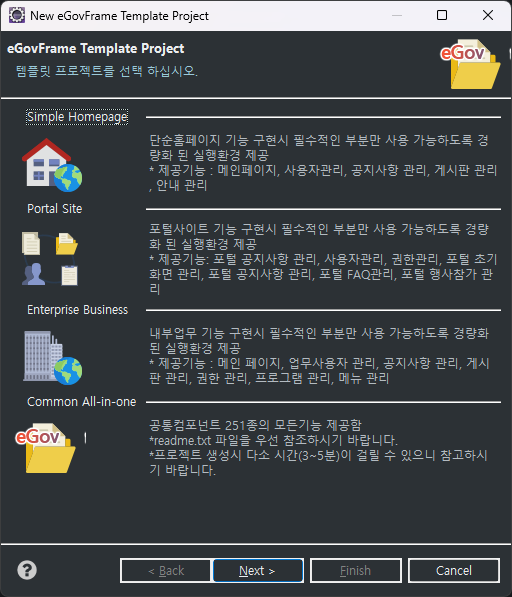 New eGovFrame Template Project
eGovFrame Template Project
템플릿 프로젝트를 선택 하십시오.
eGov
Simple Homepage
단순홈페이지 기능 구현시 필수적인 부분만 사용 가능하도록 경
량화 된 실행환경 제공
* 제공기능 : 메인페이지, 사용자관리, 공지사항 관리, 게시판 관리
, 안내 관리
Portal Site
포털사이트 기능 구현시 필수적인 부분만 사용 가능하도록 경량
화 된 실행환경 제공
* 제공기능: 포털 공지사항 관리, 사용자관리, 권한관리, 포털 초기
화면 관리, 포털 공지사항 관리, 포털 FAQ관리, 포털 행사참가 관
리
Enterprise Business
내부업무 기능 구현시 필수적인 부분만 사용 가능하도록 경량화
된 실행환경 제공
* 제공기능 : 메인 페이지, 업무사용자 관리, 공지사항 관리, 게시
판 관리, 권한 관리, 프로그램 관리, 메뉴 관리
Common All-in-one
eGov
공통컴포넌트 251종의 모든기능 제공함
*readme.txt 파일을 우선 참조하시기 바랍니다.
*프로젝트 생성시 다소 시간(3~5분)이 걸릴 수 있으니 참고하시
기 바랍니다.
?
< Back
Next >
Finish
Cancel